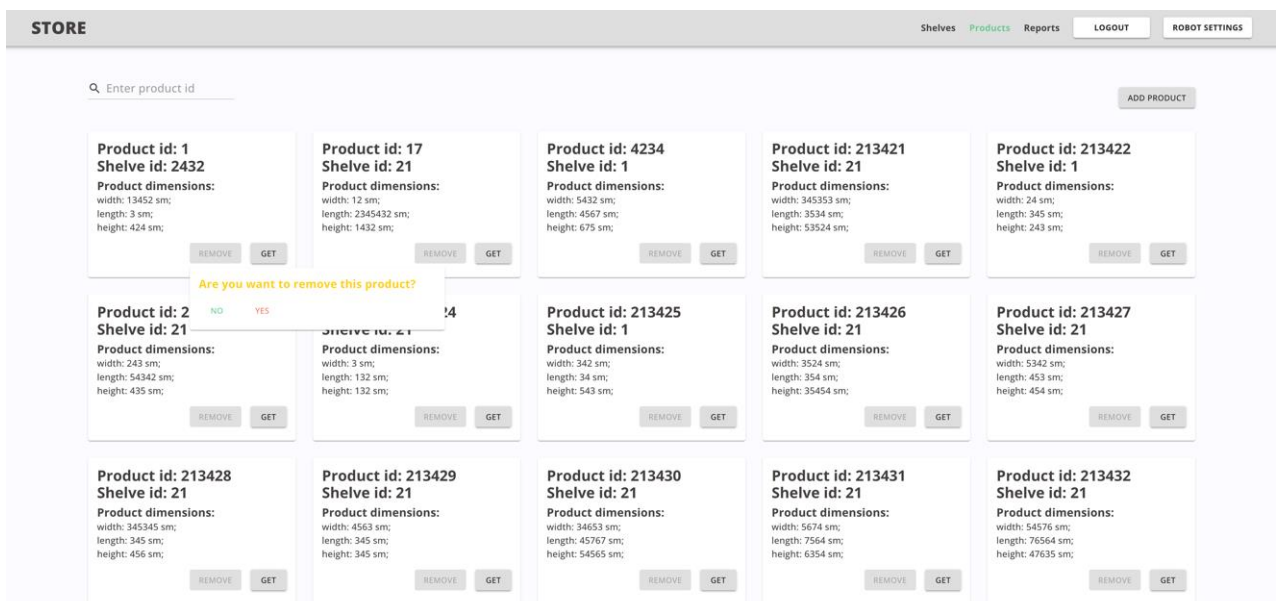 STORE
Shelves Products Reports LOGOUT ROBOT SETTINGS
Enter product id
ADD PRODUCT
Product id: 1
Shelve id: 2432
Product dimensions:
width: 13452 sm;
length: 3 sm;
height: 424 sm;
REMOVE GET
Product id: 17
Shelve id: 21
Product dimensions:
width: 12 sm;
length: 2345432 sm;
height: 1432 sm;
REMOVE GET
Product id: 4234
Shelve id: 1
Product dimensions:
width: 5432 sm;
length: 4567 sm;
height: 675 sm;
REMOVE GET
Product id: 213421
Shelve id: 21
Product dimensions:
width: 345353 sm;
length: 3534 sm;
height: 53524 sm;
REMOVE GET
Product id: 213422
Shelve id: 1
Product dimensions:
width: 24 sm;
length: 345 sm;
height: 243 sm;
REMOVE GET
Are you want to remove this product?
NO YES
Product id: 2
Shelve id: 21
Product dimensions:
width: 243 sm;
length: 54342 sm;
height: 435 sm;
REMOVE GET
24
Shelve id: 21
Product dimensions:
width: 3 sm;
length: 132 sm;
height: 132 sm;
REMOVE GET
Product id: 213425
Shelve id: 1
Product dimensions:
width: 342 sm;
length: 34 sm;
height: 543 sm;
REMOVE GET
Product id: 213426
Shelve id: 21
Product dimensions:
width: 3524 sm;
length: 354 sm;
height: 35454 sm;
REMOVE GET
Product id: 213427
Shelve id: 21
Product dimensions:
width: 5342 sm;
length: 453 sm;
height: 454 sm;
REMOVE GET
Product id: 213428
Shelve id: 21
Product dimensions:
width: 345345 sm;
length: 345 sm;
height: 456 sm;
REMOVE GET
Product id: 213429
Shelve id: 21
Product dimensions:
width: 4563 sm;
length: 345 sm;
height: 345 sm;
REMOVE GET
Product id: 213430
Shelve id: 21
Product dimensions:
width: 34653 sm;
length: 45767 sm;
height: 54565 sm;
REMOVE GET
Product id: 213431
Shelve id: 21
Product dimensions:
width: 5674 sm;
length: 7564 sm;
height: 6354 sm;
REMOVE GET
Product id: 213432
Shelve id: 21
Product dimensions:
width: 54576 sm;
length: 76564 sm;
height: 47635 sm;
REMOVE GET